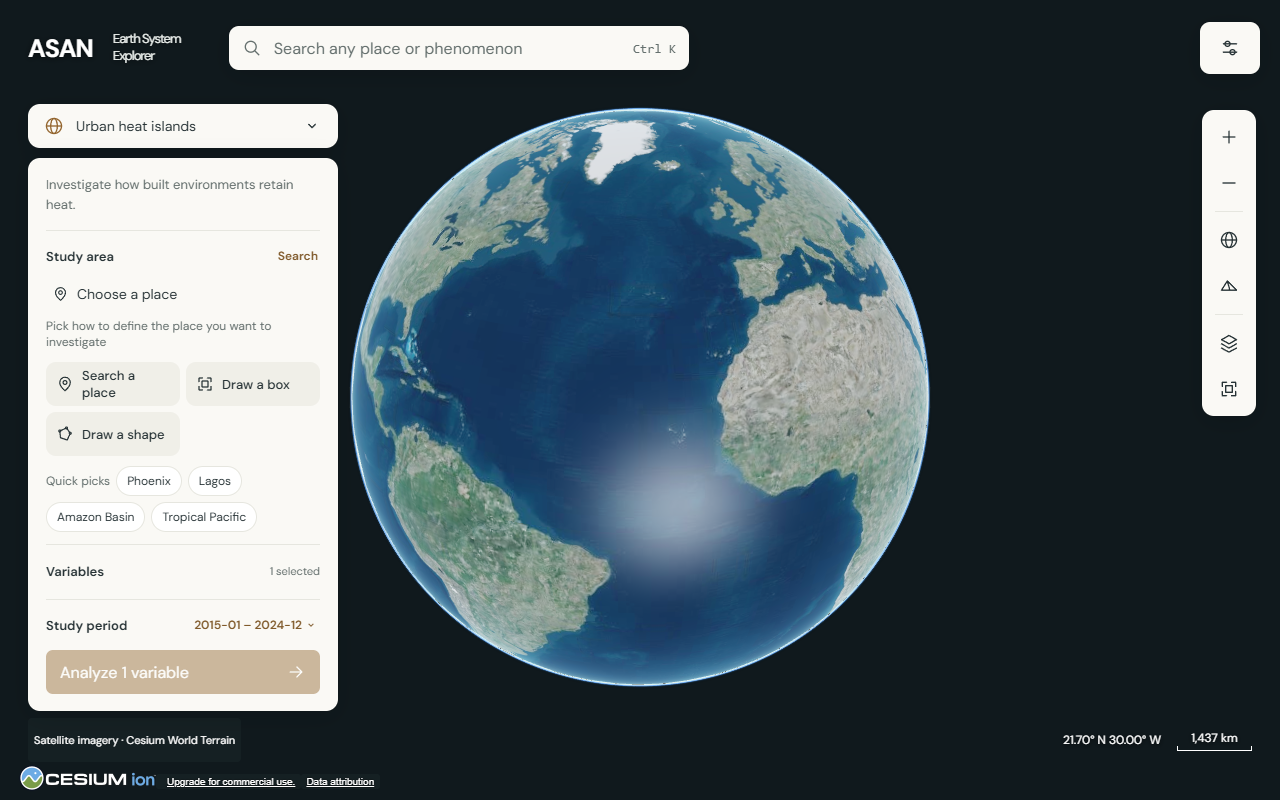 ASAN
Earth System
Explorer
Search any place or phenomenon
Ctrl K
Urban heat islands
Investigate how built environments retain
heat.
Study area
Search
Choose a place
Pick how to define the place you want to
investigate
Search a
place
Draw a box
Draw a shape
Quick picks
Phoenix
Lagos
Amazon Basin
Tropical Pacific
Variables
1 selected
Study period
2015-01 – 2024-12
Analyze 1 variable
Satellite imagery · Cesium World Terrain
21.70° N 30.00° W
1,437 km
CESIUM ion
Upgrade for commercial use.
Data attribution